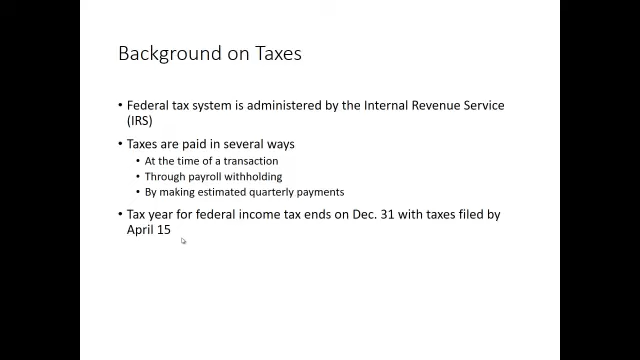 Background on Taxes
• Federal tax system is administered by the Internal Revenue Service
(IRS)
• Taxes are paid in several ways
• At the time of a transaction
• Through payroll withholding
• By making estimated quarterly payments
• Tax year for federal income tax ends on Dec. 31 with taxes filed by
April 15